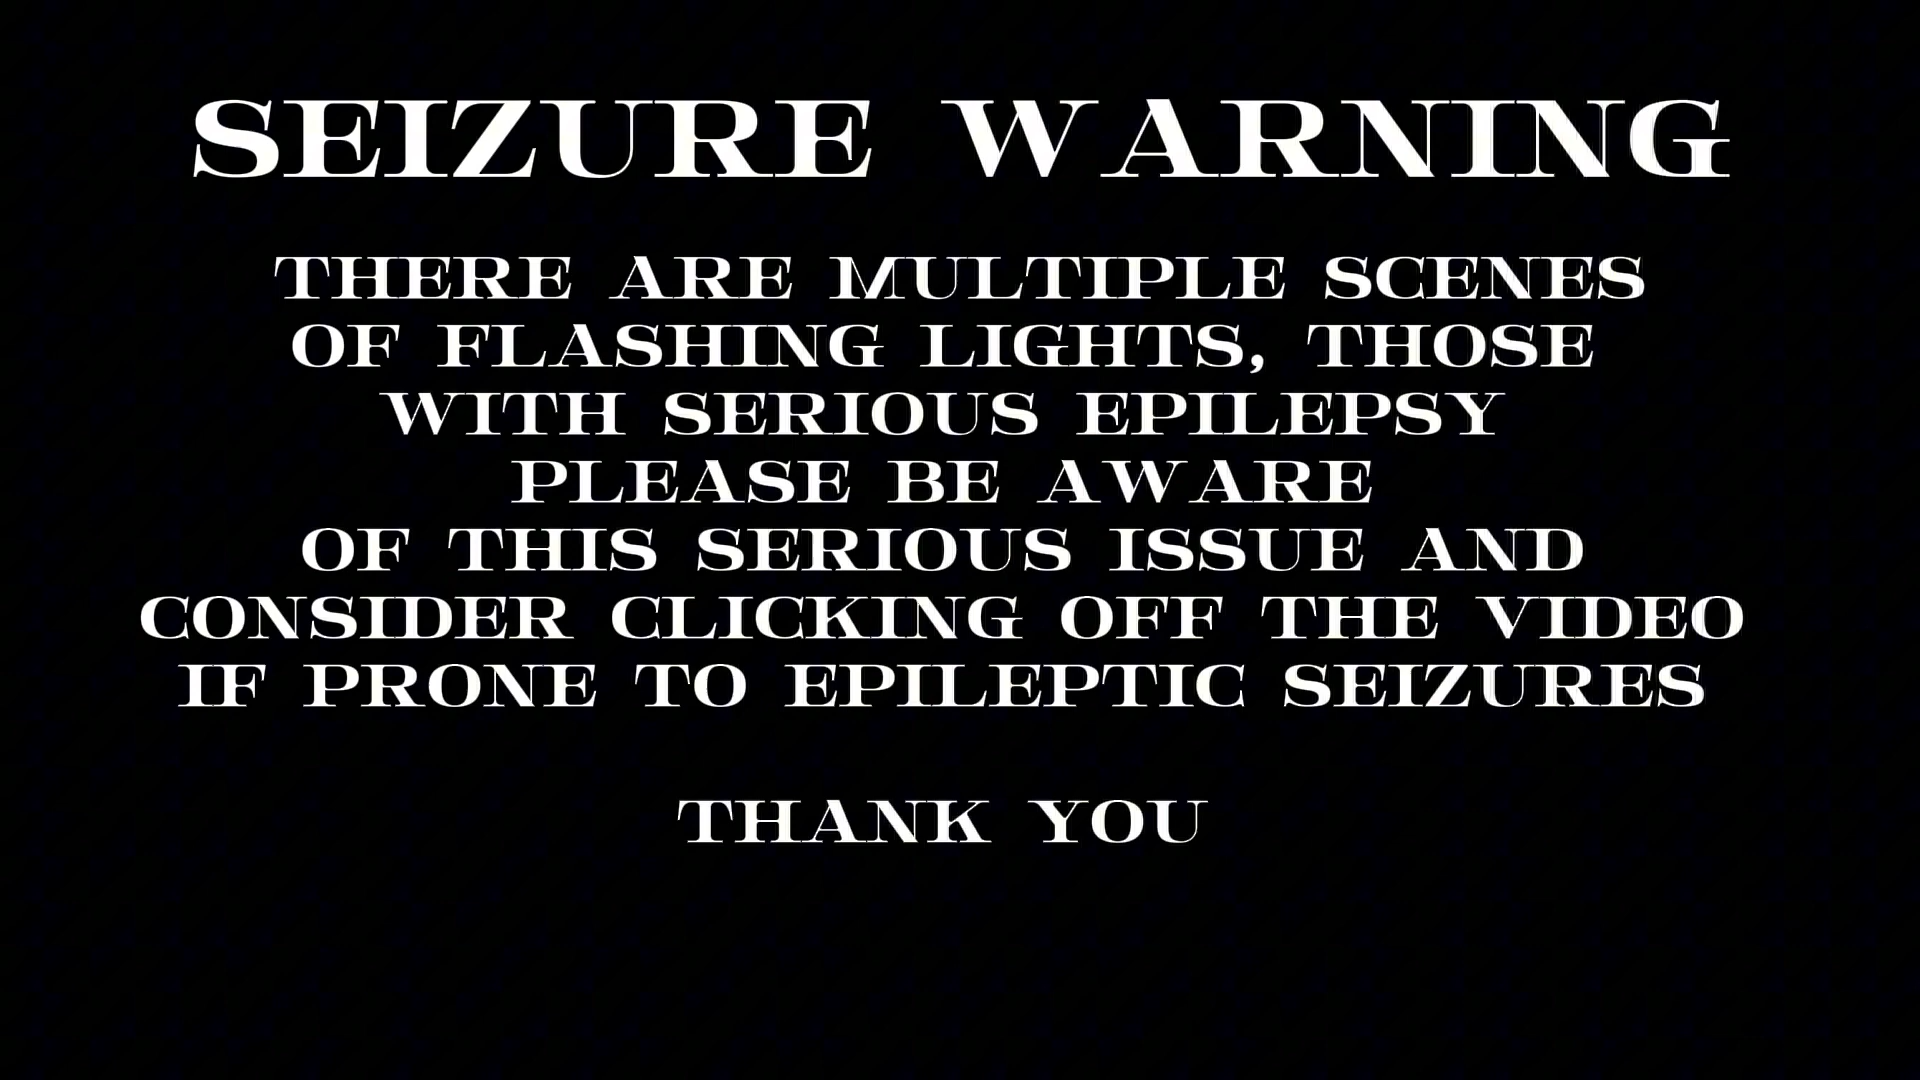 SEIZURE WARNING
THERE ARE MULTIPLE SCENES
OF FLASHING LIGHTS, THOSE
WITH SERIOUS EPILEPSY
PLEASE BE AWARE
OF THIS SERIOUS ISSUE AND
CONSIDER CLICKING OFF THE VIDEO
IF PRONE TO EPILEPTIC SEIZURES
THANK YOU